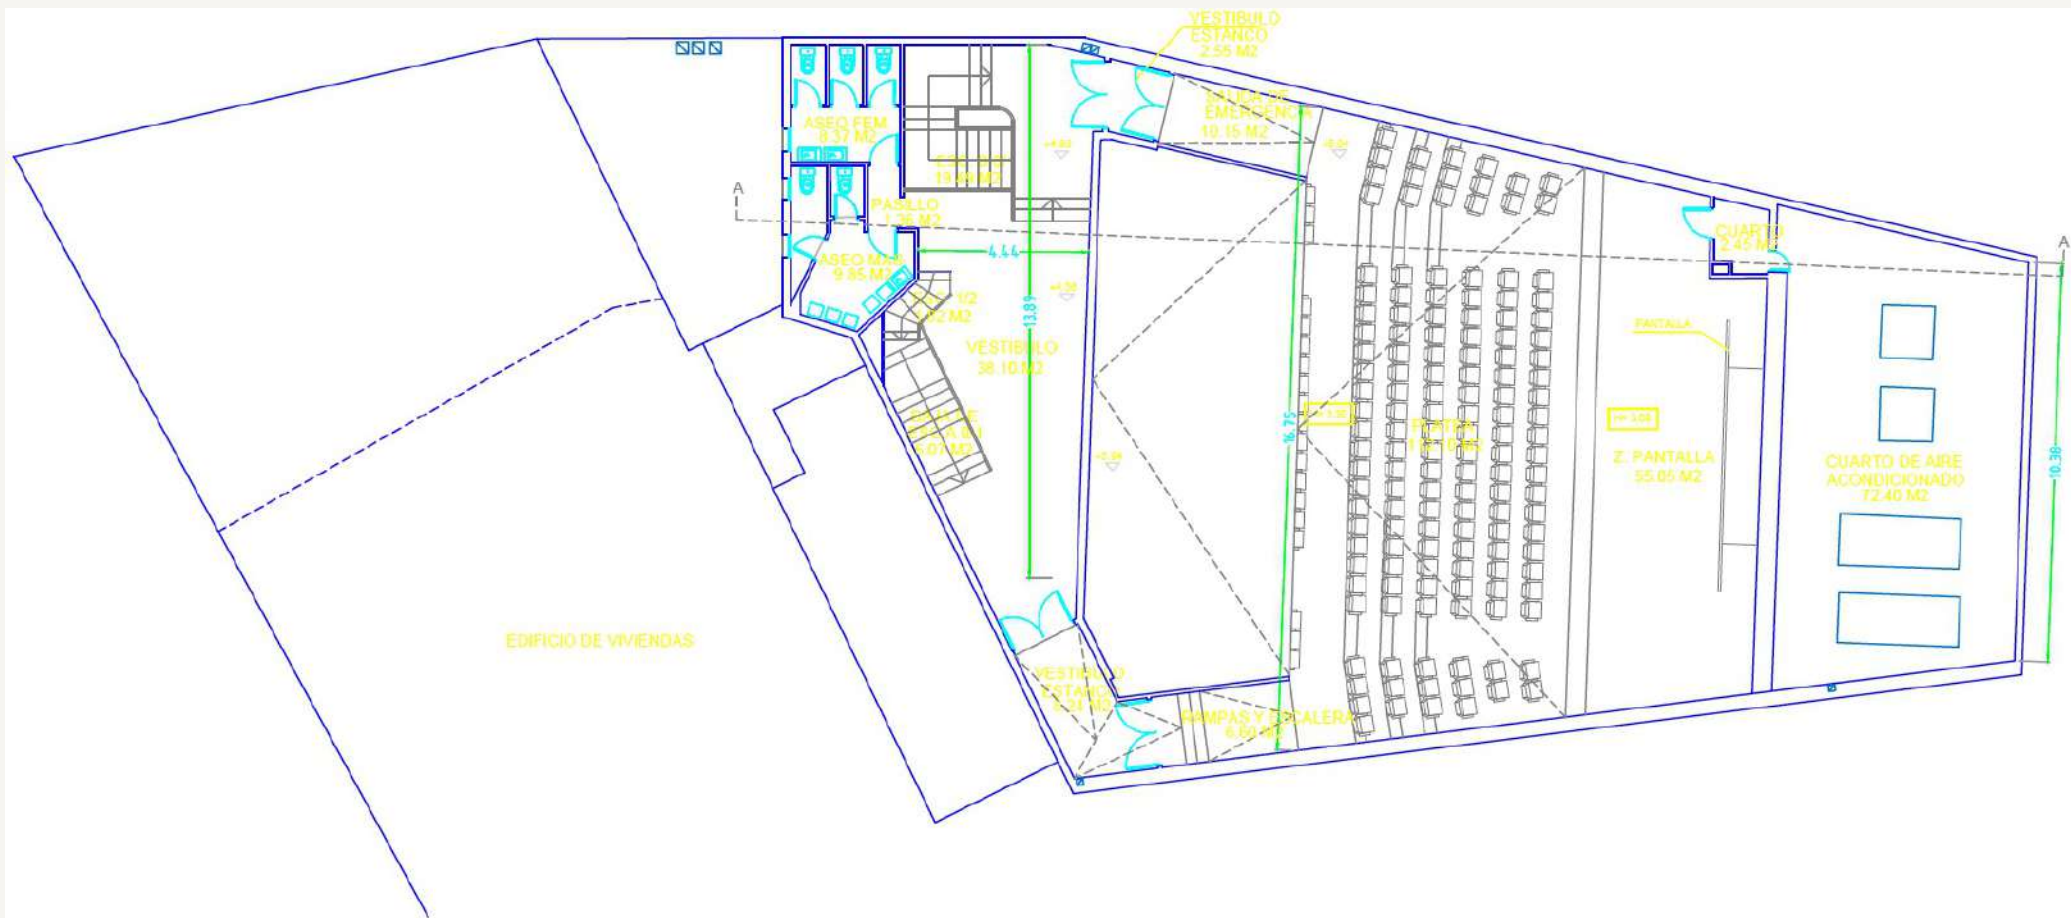 VESTIBULO
ESTANCO
2.55 M2
SALIDA DE
EMERGENCIA
10.15 M2
ASEO FEM
8.37 M2
PASILLO
1.36 M2
A
A
CUARTO
2.45 M2
ASEO MAS
9.85 M2
4.44
13.89
1/2
VESTIBULO
38.10 M2
PANTALLA
16.75
PLATEA
Z. PANTALLA
55.05 M2
CUARTO DE AIRE
ACONDICIONADO
72.40 M2
10.38
EDIFICIO DE VIVIENDAS
VESTIBULO
ESTANCO
RAMPAS Y ESCALERA
6.60 M2